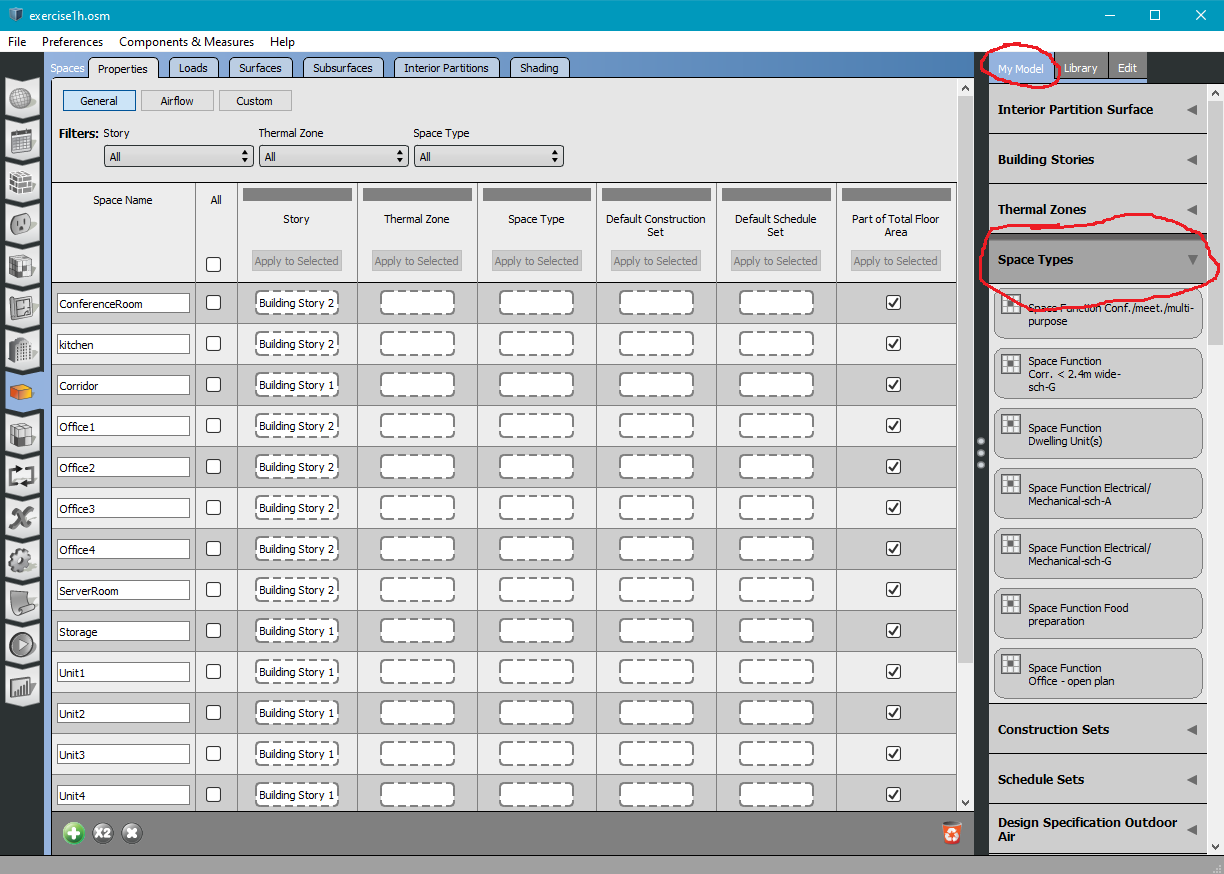 exercise1h.osm
File Preferences Components & Measures Help
Spaces Properties Loads Surfaces Subsurfaces Interior Partitions Shading
My Model Library Edit
General Airflow Custom
Filters: Story Thermal Zone Space Type
All All All
Space Name All Story Thermal Zone Space Type Default Construction Set Default Schedule Set Part of Total Floor Area
Apply to Selected Apply to Selected Apply to Selected Apply to Selected Apply to Selected Apply to Selected
ConferenceRoom Building Story 2
kitchen Building Story 2
Corridor Building Story 1
Office1 Building Story 2
Office2 Building Story 2
Office3 Building Story 2
Office4 Building Story 2
ServerRoom Building Story 2
Storage Building Story 1
Unit1 Building Story 1
Unit2 Building Story 1
Unit3 Building Story 1
Unit4 Building Story 1
X2
Interior Partition Surface
Building Stories
Thermal Zones
Space Types
Space Function Conf./meet./multi-
purpose
Space Function
Corr. < 2.4m wide-
sch-G
Space Function
Dwelling Unit(s)
Space Function Electrical/
Mechanical-sch-A
Space Function Electrical/
Mechanical-sch-G
Space Function Food
preparation
Space Function
Office - open plan
Construction Sets
Schedule Sets
Design Specification Outdoor
Air